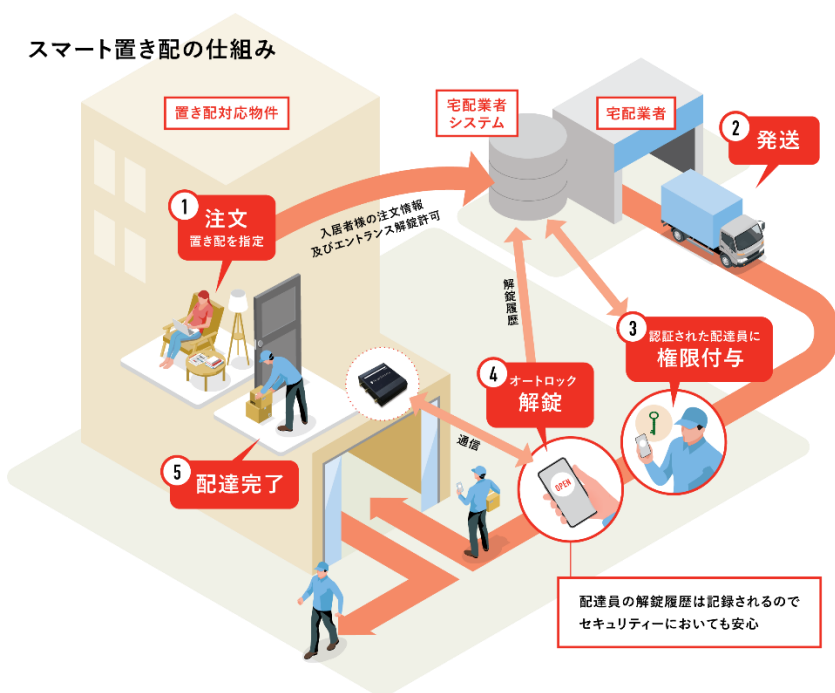 スマート置き配の仕組み
置き配対応物件
宅配業者
システム
宅配業者
2
発送
1
注文
置き配を指定
入居者様の注文情報
及びエントランス解錠許可
解錠履歴
3
認証された配達員に
権限付与
4
オートロック
解錠
通信
OPEN
5
配達完了
配達員の解錠履歴は記録されるので
セキュリティーにおいても安心